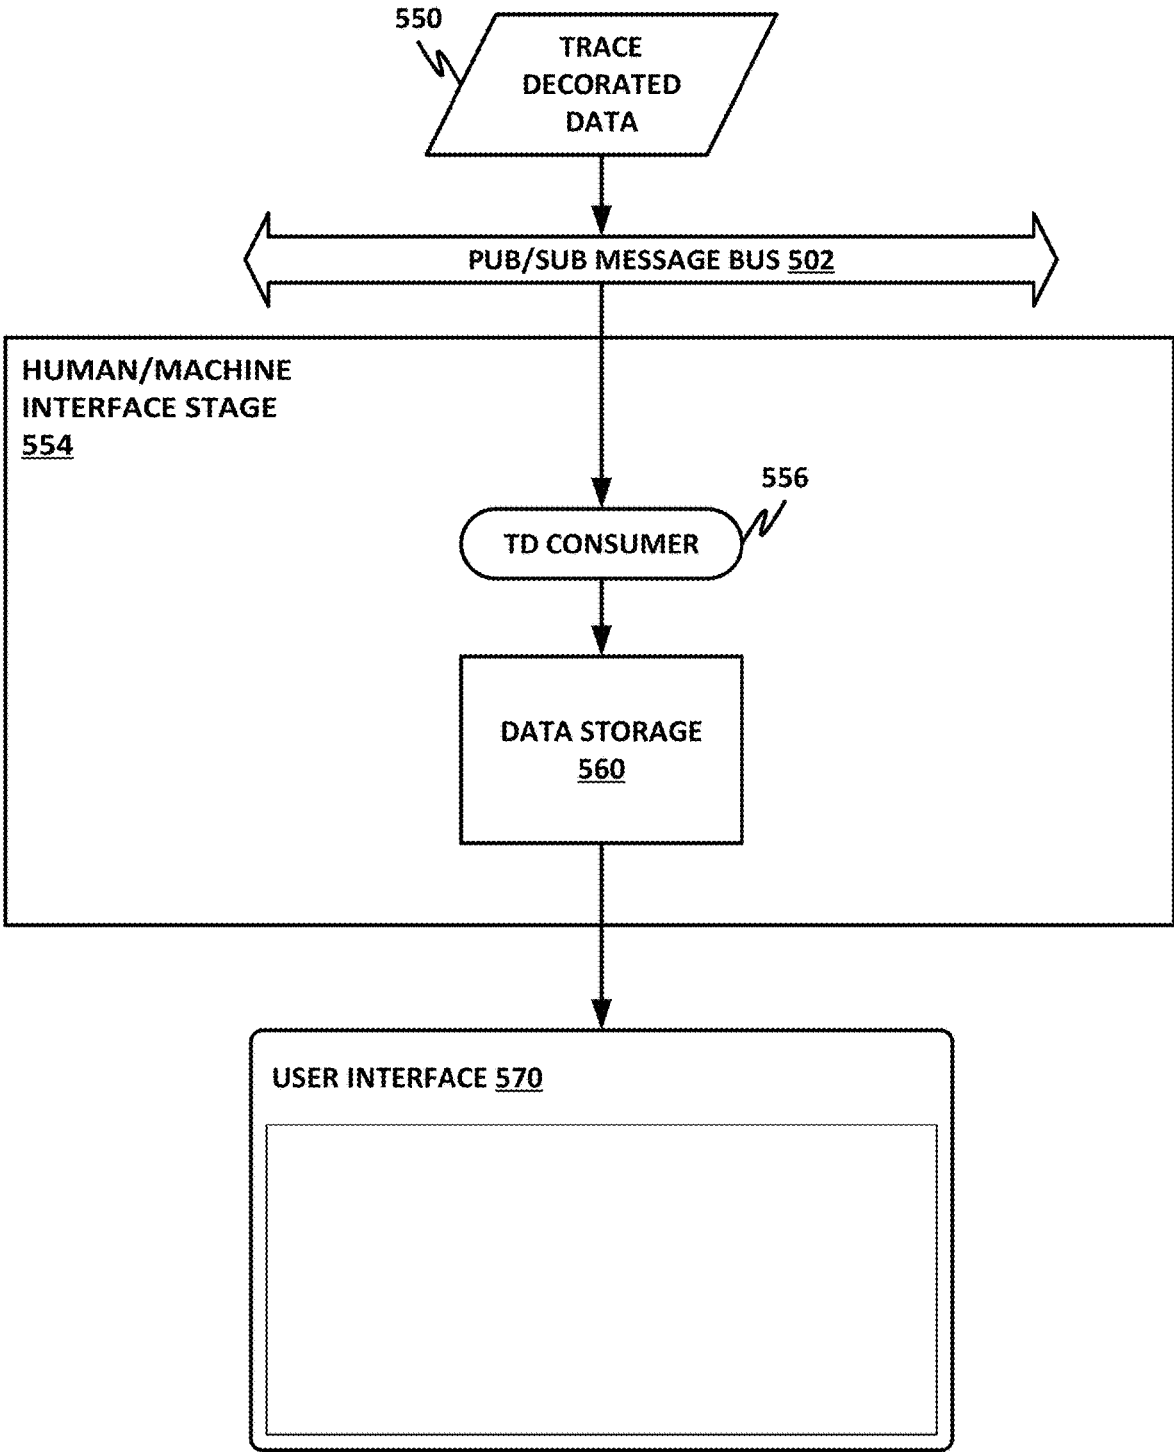 550
TRACE
DECORATED
DATA
PUB/SUB MESSAGE BUS 502
HUMAN/MACHINE
INTERFACE STAGE
554
556
TD CONSUMER
DATA STORAGE
560
USER INTERFACE 570